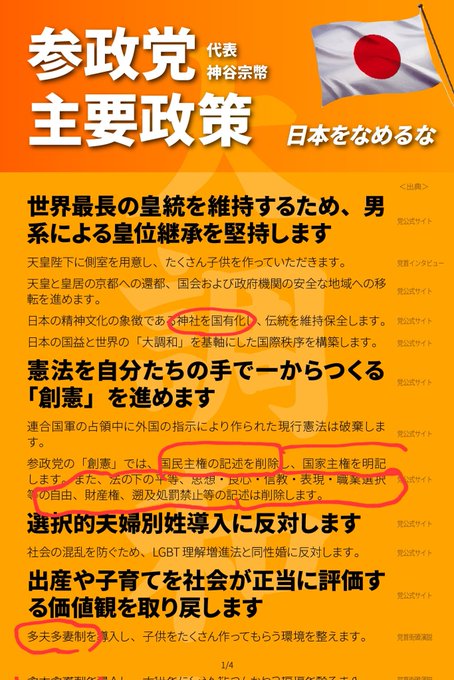 参政党
代表
神谷宗幣
主要政策
日本をなめるな
<出典>
世界最長の皇統を維持するため、男
系による皇位継承を堅持します
党公式サイト
天皇陛下に側室を用意し、たくさん子供を作っていただきます。
党首インタビュー
天皇と皇居の京都への還都、国会および政府機関の安全な地域への移
転を進めます。
党公式サイト
日本の精神文化の象徴である神社を国有化し、伝統を維持保全します。
党公式サイト
日本の国益と世界の「大調和」を基軸にした国際秩序を構築します。
党公式サイト
憲法を自分たちの手で一からつくる
「創憲」を進めます
党公式サイト
連合国軍の占領中に外国の指示により作られた現行憲法は破棄しま
す。
党公式サイト
参政党の「創憲」では、国民主権の記述を削除し、国家主権を明記
します。また、法の下の平等、思想・良心・信教・表現・職業選択
等の自由、財産権、遡及処罰禁止等の記述は削除します。
党公式サイト
選択的夫婦別姓導入に反対します
党公式サイト
社会の混乱を防ぐため、LGBT理解増進法と同性婚に反対します。
党公式サイト
出産や子育てを社会が正当に評価す
る価値観を取り戻します
党公式サイト
多夫多妻制を導入し、子供をたくさん作ってもらう環境を整えます。
党首街頭演説
1/4